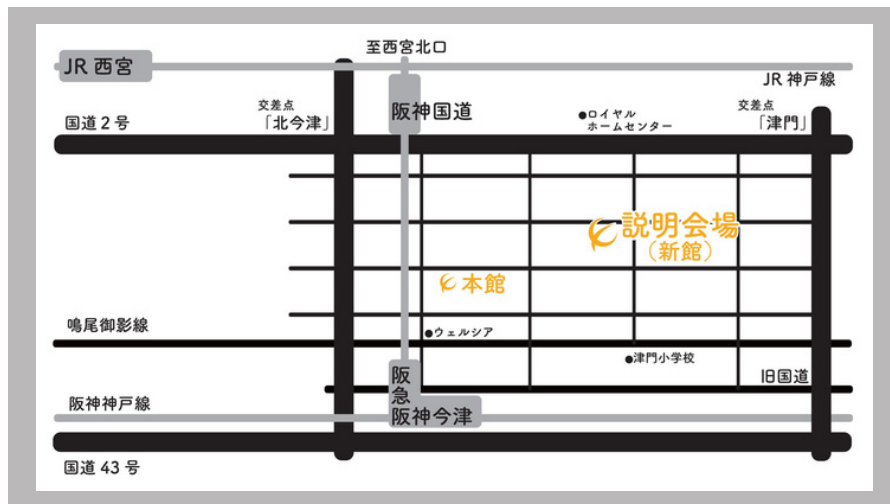 至西宮北口
JR 西宮
JR 神戸線
阪神国道
交差点
「北今津」
●ロイヤル
ホームセンター
交差点
「津門」
国道2号
説明会場
（新館）
本館
鳴尾御影線
●ウェルシア
●津門小学校
旧国道
阪急
阪神今津
阪神神戸線
国道 43 号